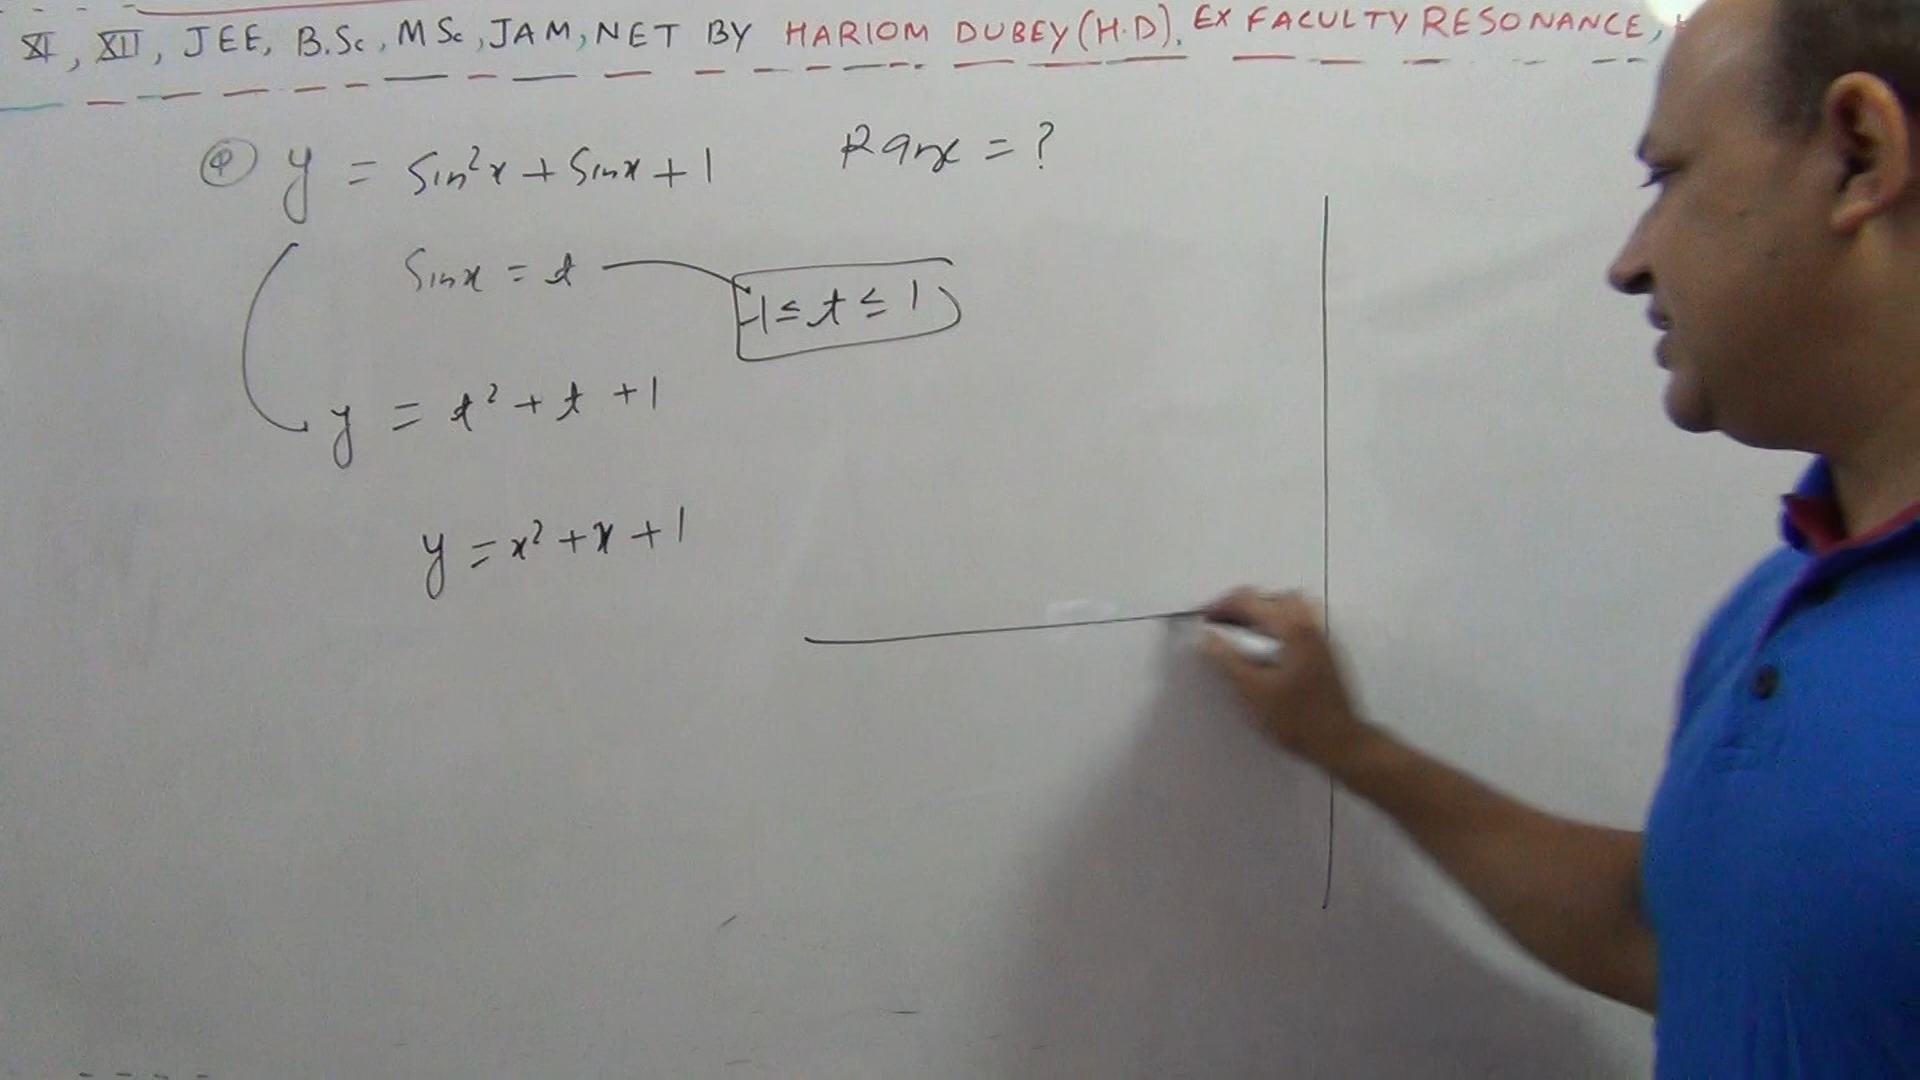 XI, XII, JEE, B.Sc, MSc, JAM, NET BY HARIOM DUBEY (H.D), EX FACULTY RESONANCE,
Q y = Sin²x + Sinx + 1 Range = ?
Sinx = t -1 ≤ t ≤ 1
y = t² + t + 1
y = x² + x + 1